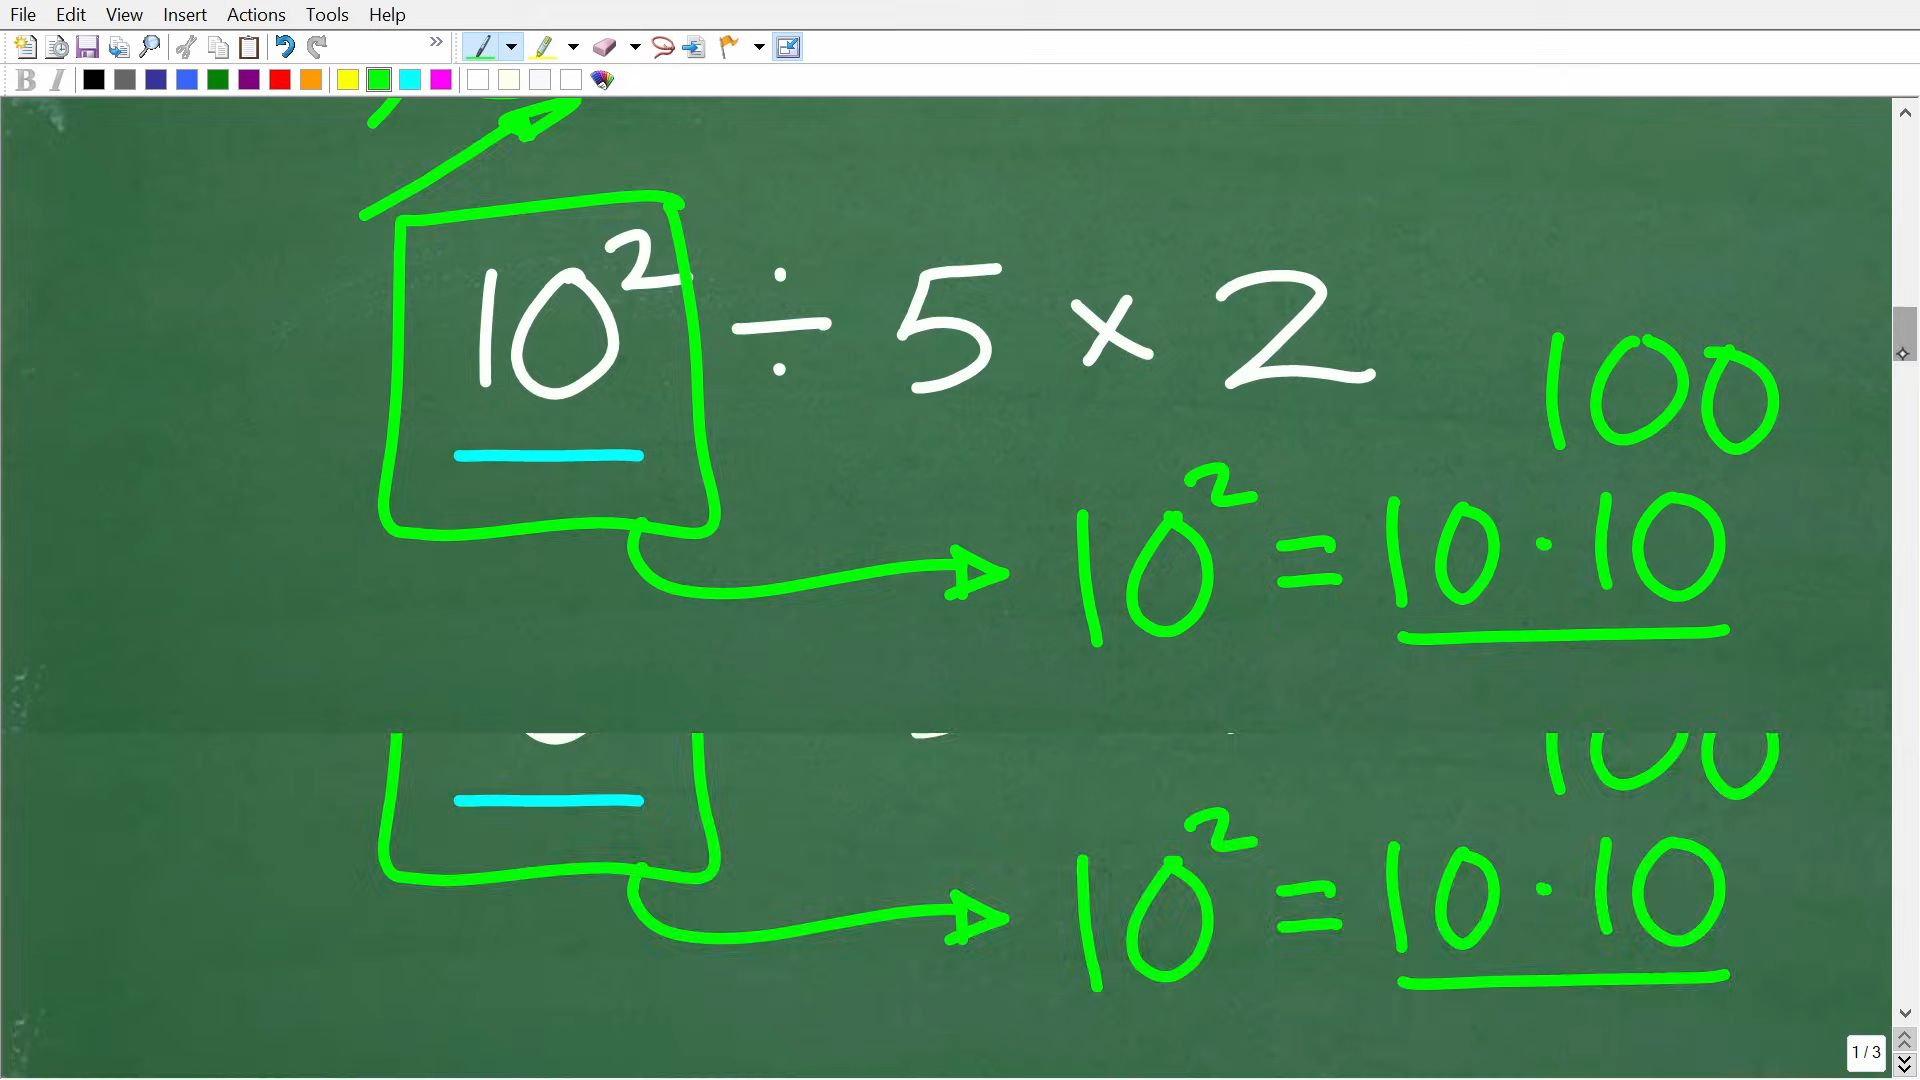 File Edit View Insert Actions Tools Help
B I
10² ÷ 5 × 2
100
10² = 10 · 10
100
10² = 10 · 10
1 / 3